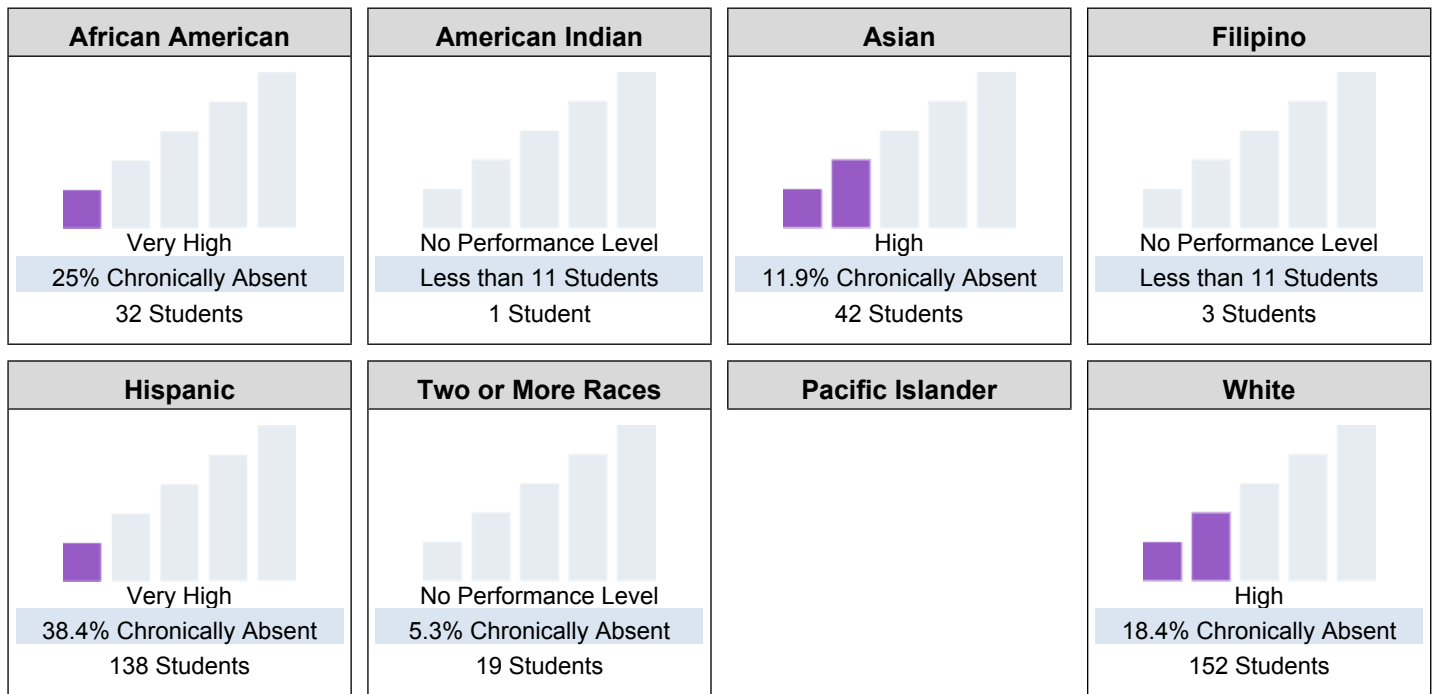 African American
Very High
25% Chronically Absent
32 Students
American Indian
No Performance Level
Less than 11 Students
1 Student
Asian
High
11.9% Chronically Absent
42 Students
Filipino
No Performance Level
Less than 11 Students
3 Students
Hispanic
Very High
38.4% Chronically Absent
138 Students
Two or More Races
No Performance Level
5.3% Chronically Absent
19 Students
Pacific Islander
White
High
18.4% Chronically Absent
152 Students